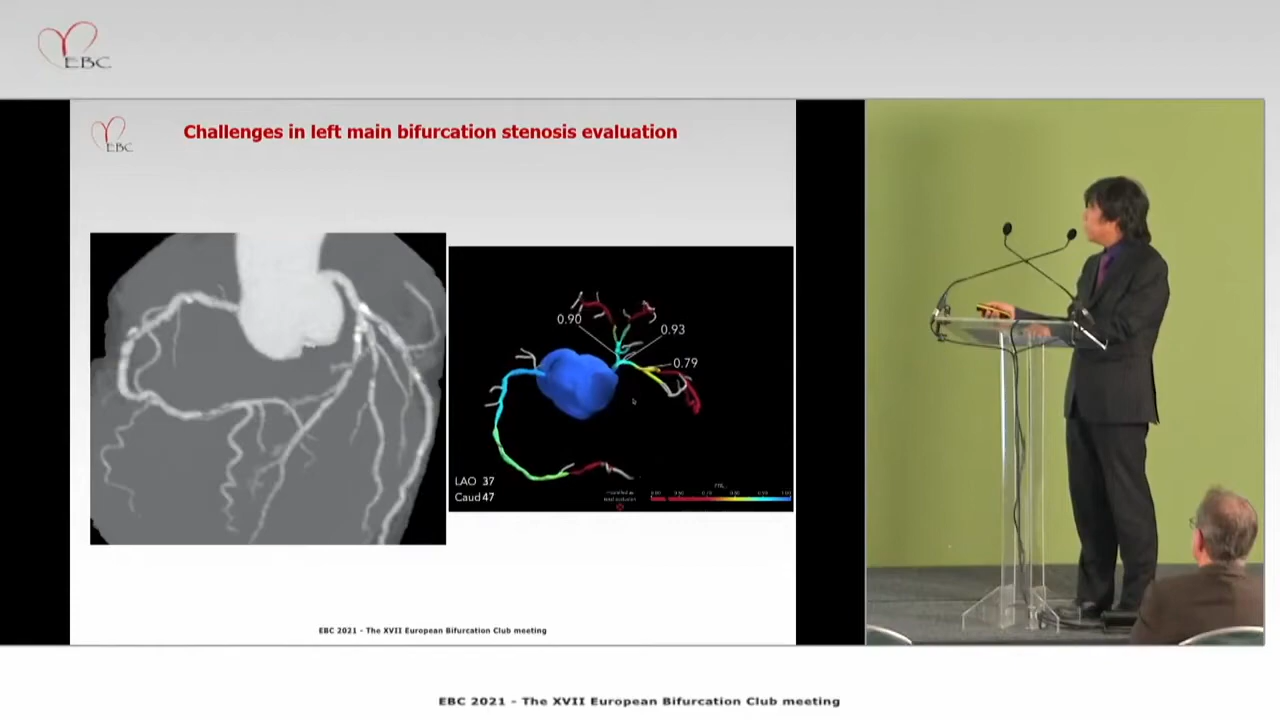 EBC
EBC
Challenges in left main bifurcation stenosis evaluation
0.90
0.93
0.79
LAO 37
Caud 47
EBC 2021 - The XVII European Bifurcation Club meeting
EBC 2021 - The XVII European Bifurcation Club meeting